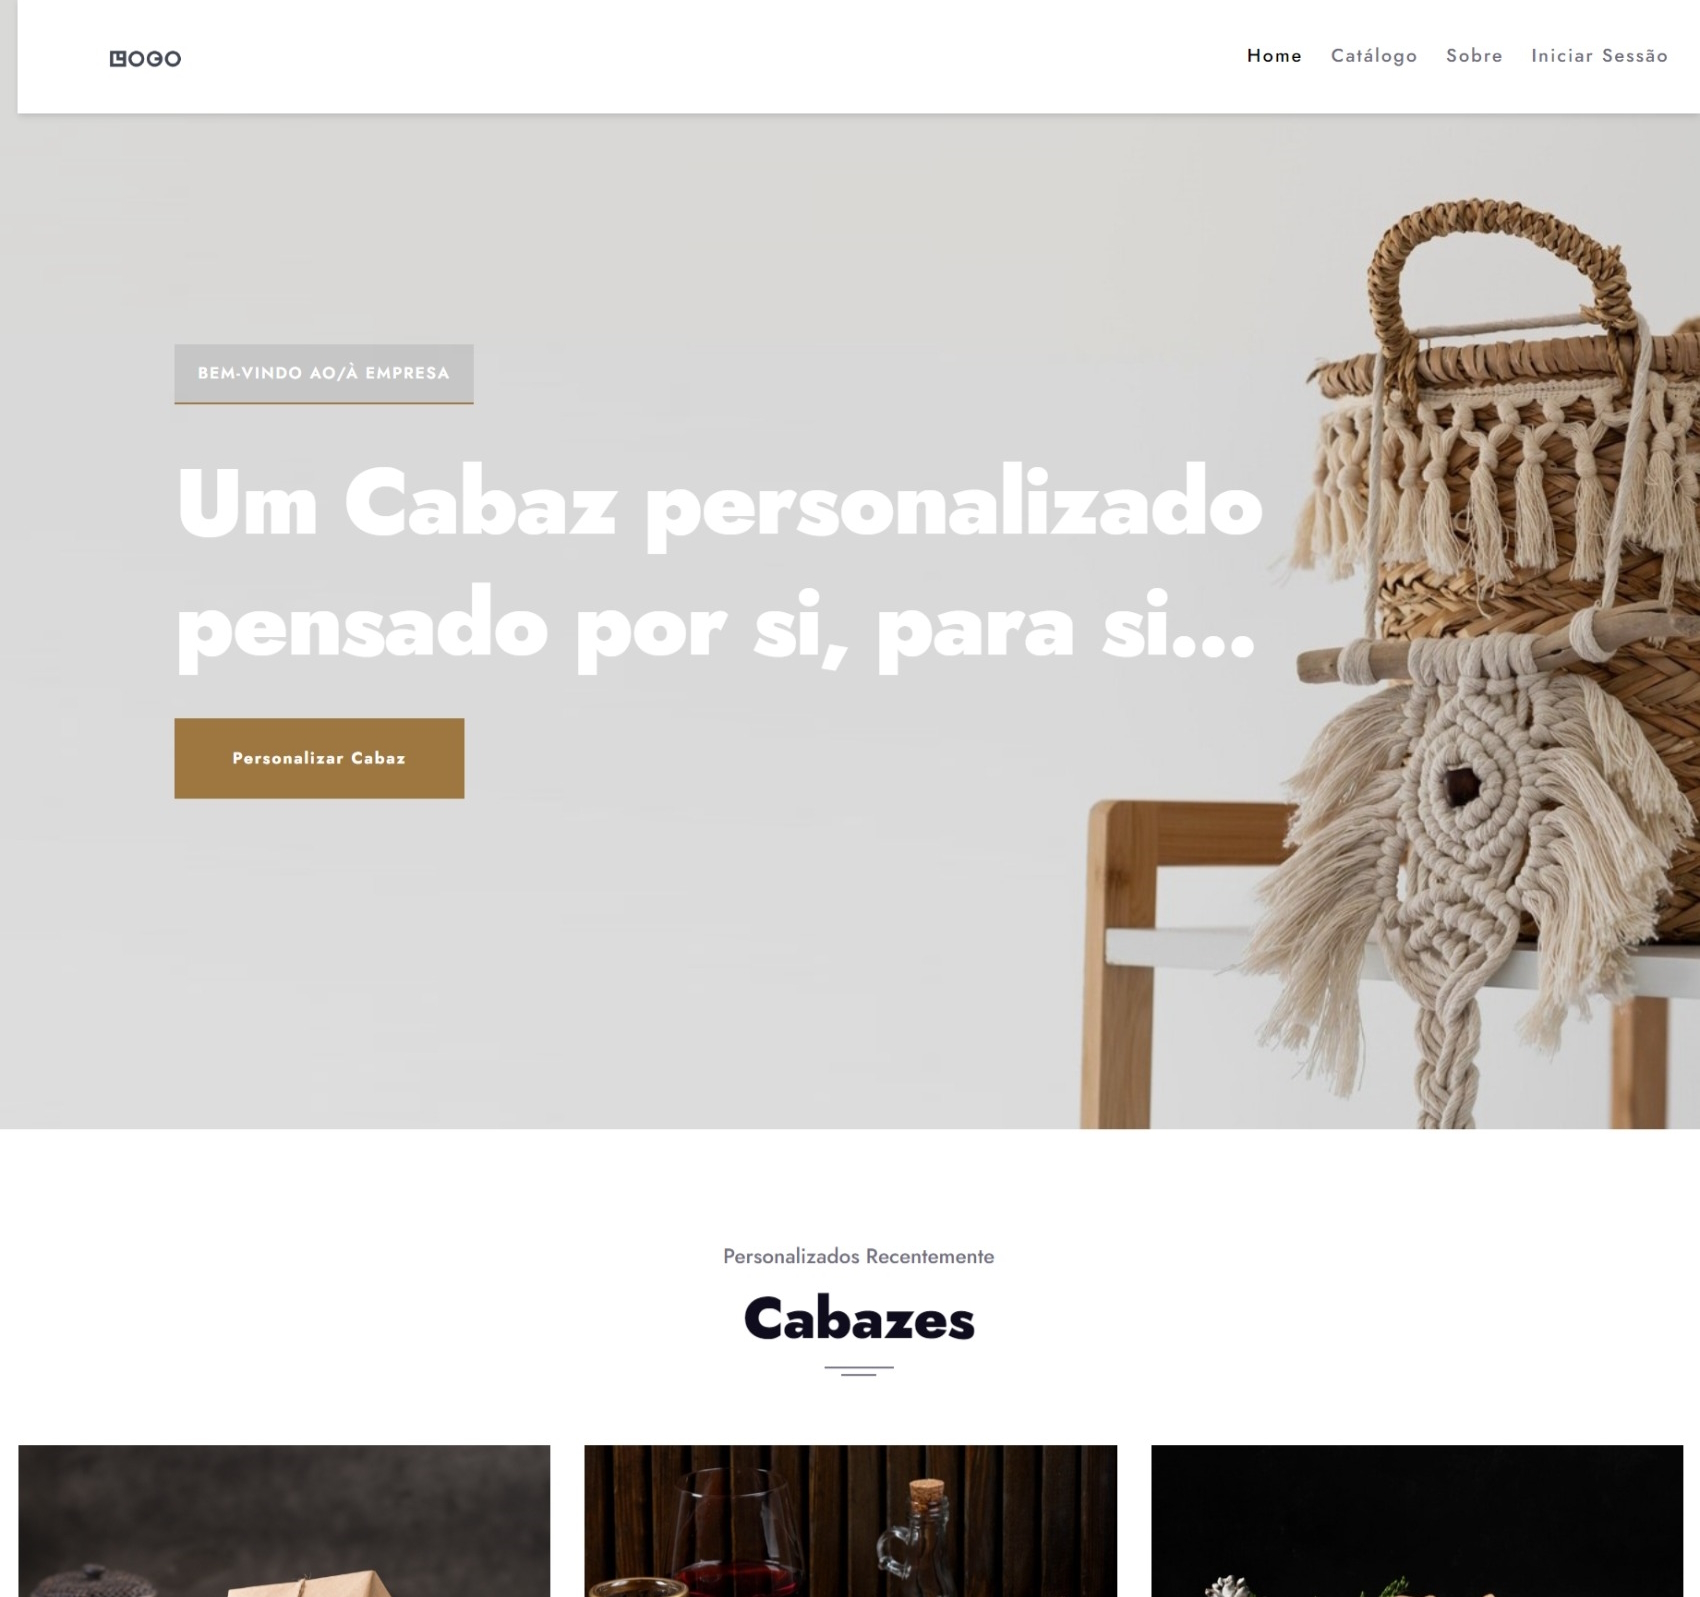 LOGO
Home Catálogo Sobre Iniciar Sessão
BEM-VINDO AO/À EMPRESA
Um Cabaz personalizado
pensado por si, para si...
Personalizar Cabaz
Personalizados Recentemente
Cabazes